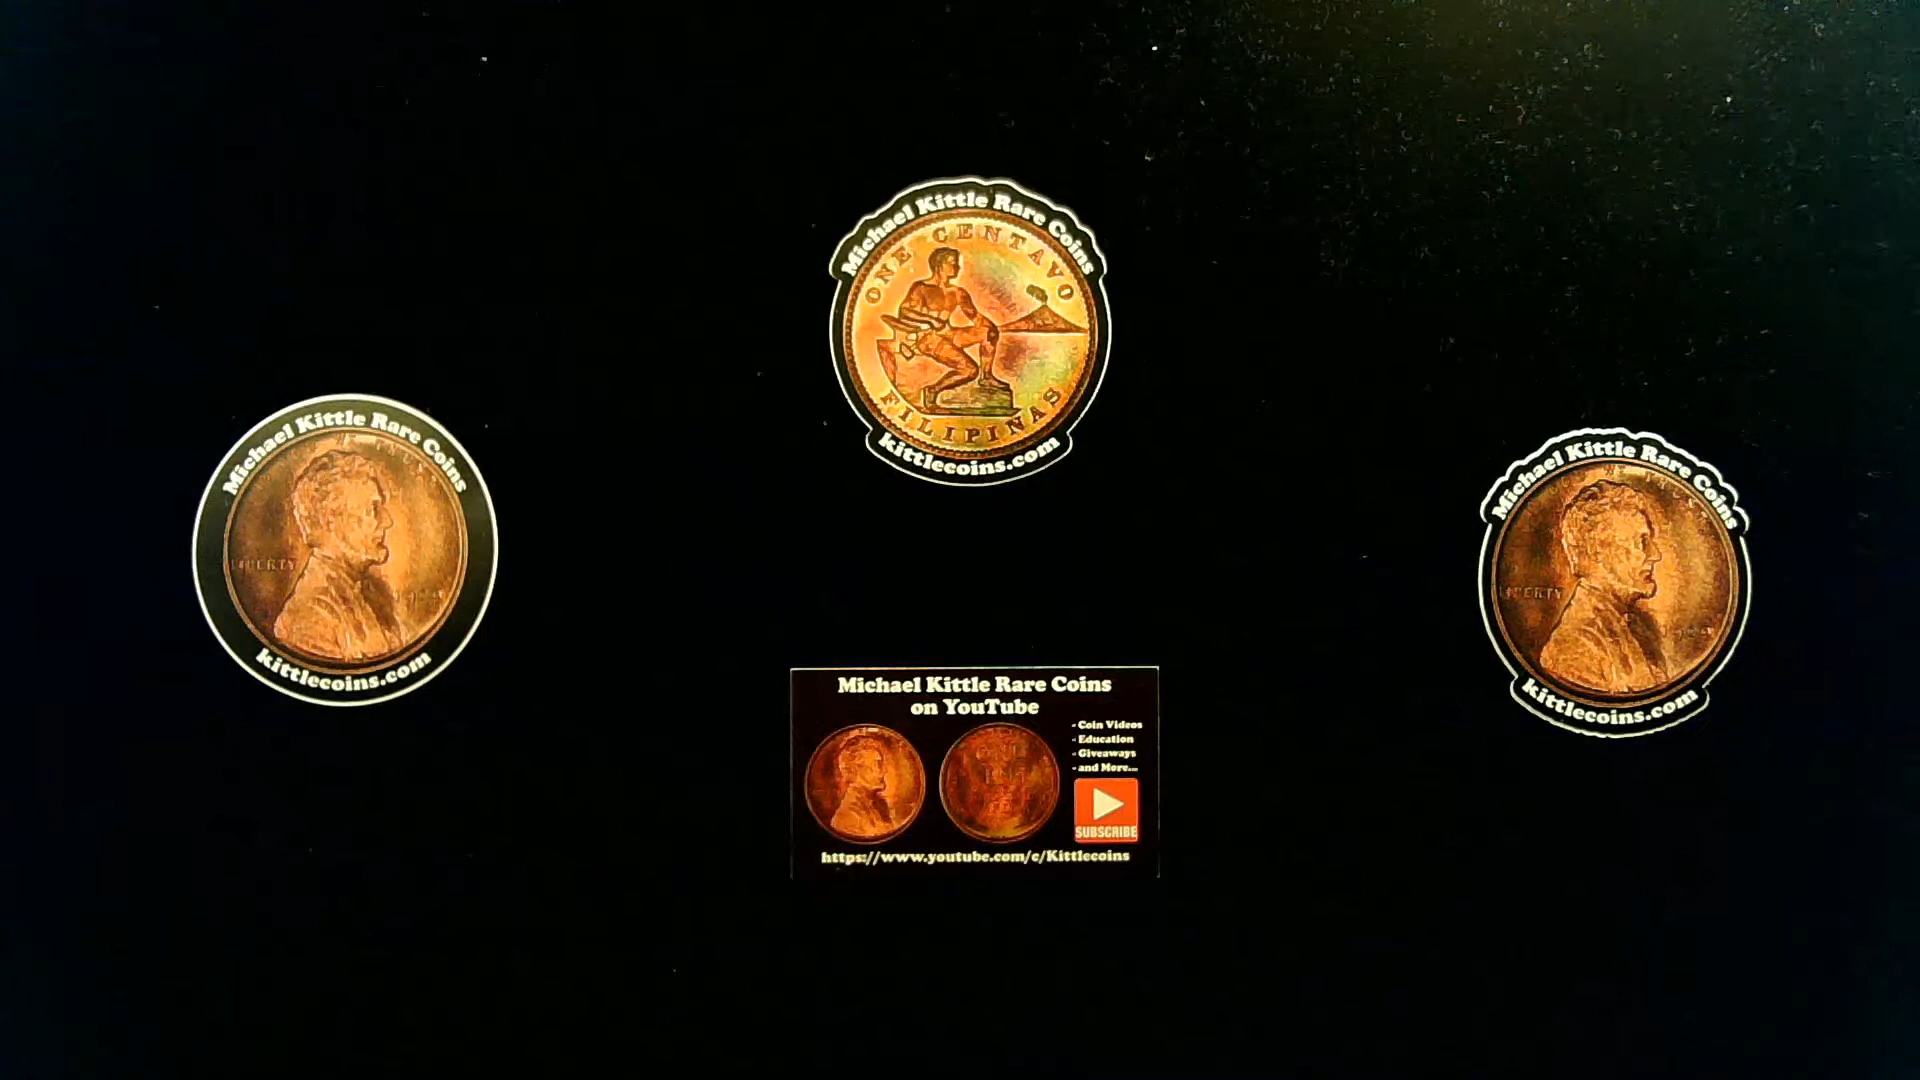 Michael Kittle Rare Coins
ONE CENTAVO
FILIPINAS
kittlecoins.com
Michael Kittle Rare Coins
LIBERTY
kittlecoins.com
Michael Kittle Rare Coins
WE TRUST
LIBERTY
kittlecoins.com
Michael Kittle Rare Coins
on YouTube
- Coin Videos
- Education
- Giveaways
- and More...
SUBSCRIBE
https://www.youtube.com/c/Kittlecoins